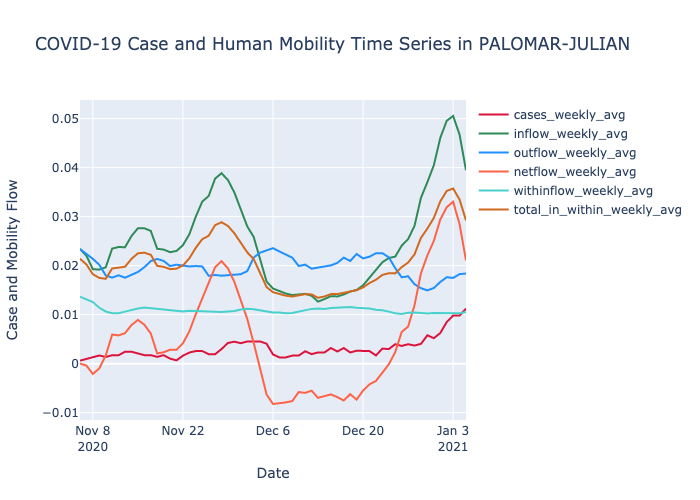 COVID-19 Case and Human Mobility Time Series in PALOMAR-JULIAN
Case and Mobility Flow
0.05
0.04
0.03
0.02
0.01
0
−0.01
Nov 8
2020
Nov 22
Dec 6
Dec 20
Jan 3
2021
Date
cases_weekly_avg
inflow_weekly_avg
outflow_weekly_avg
netflow_weekly_avg
withinflow_weekly_avg
total_in_within_weekly_avg